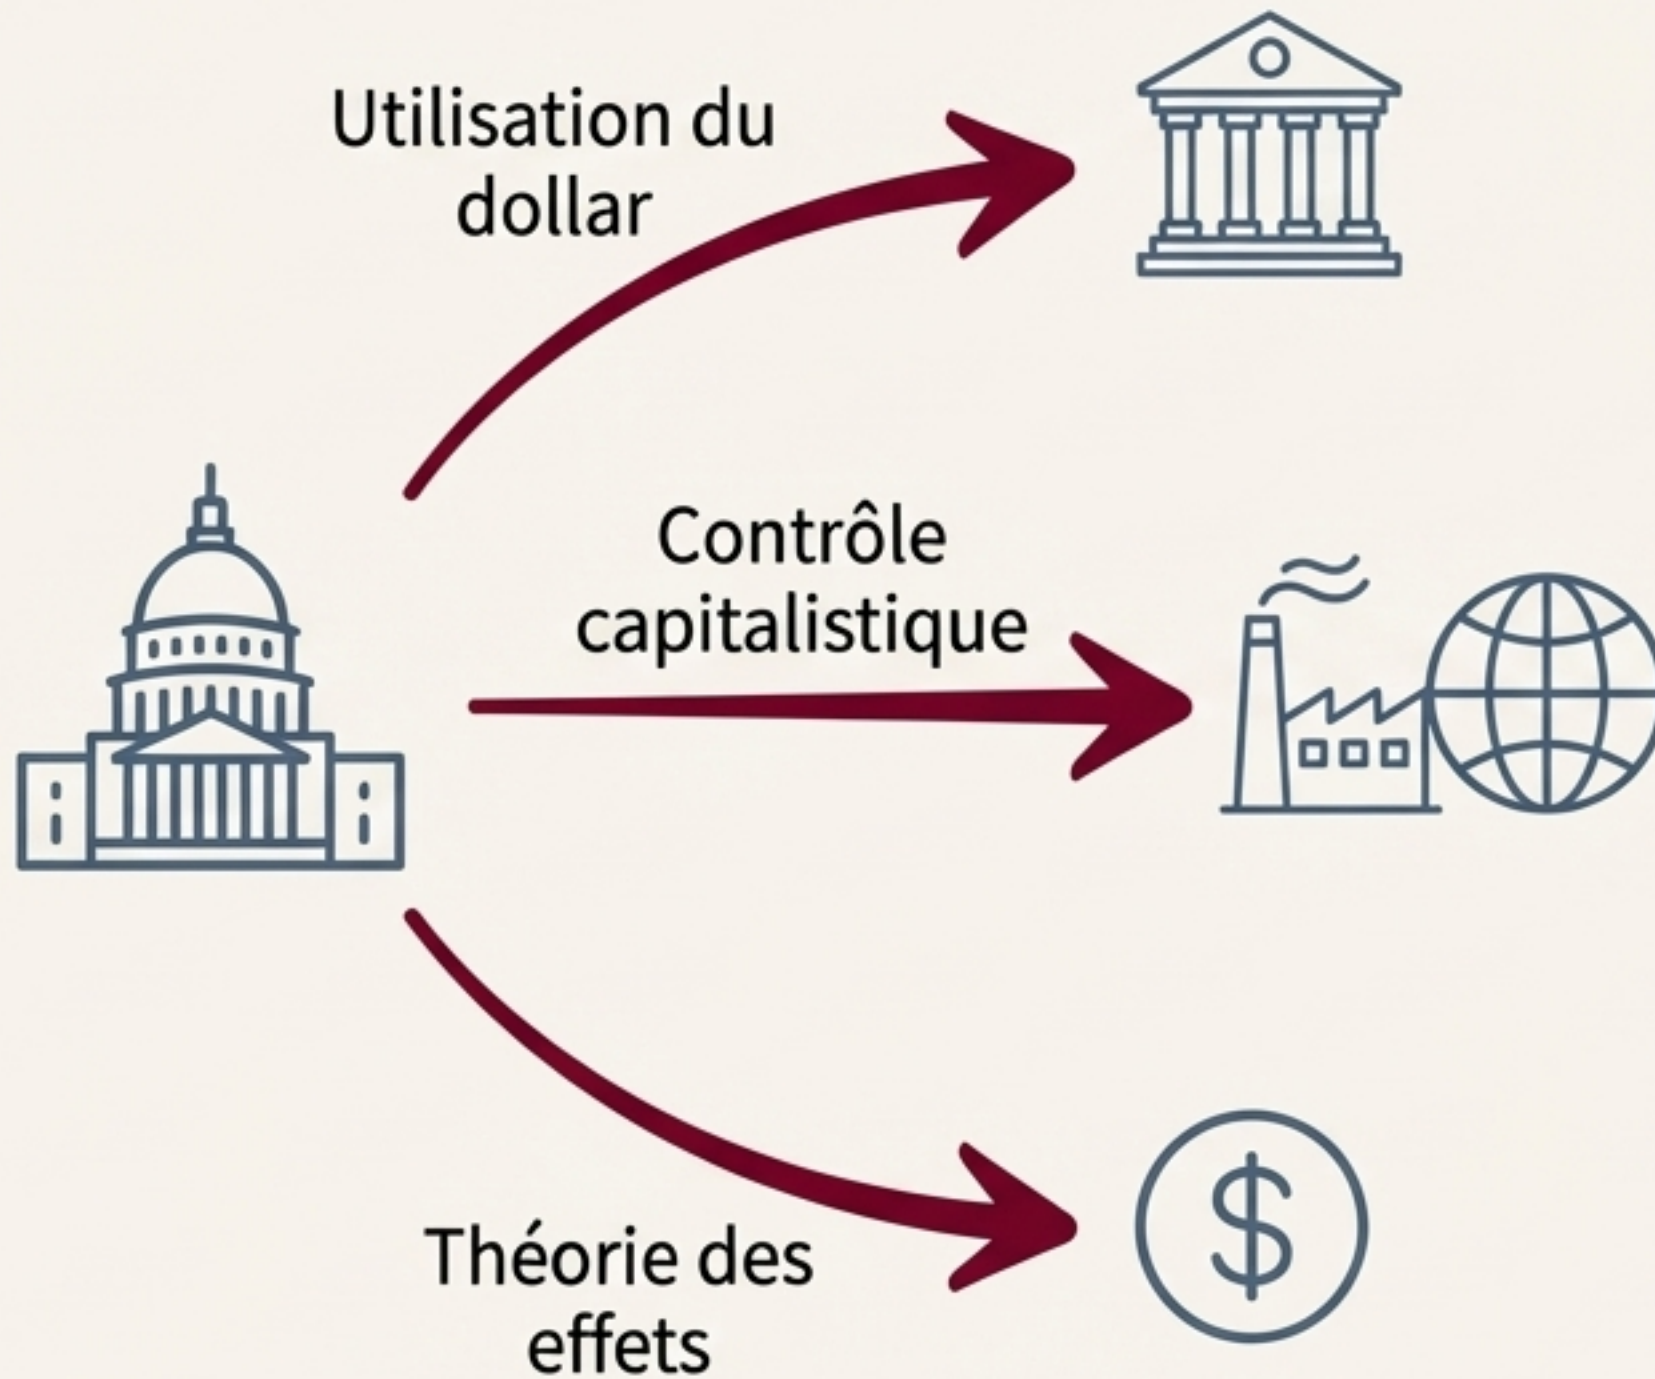 Utilisation du
dollar
Contrôle
capitalistique
Théorie des
effets